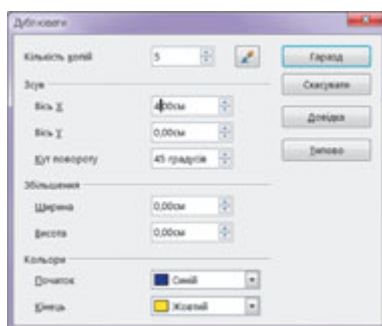 Дублювати
Кількість копій 5 Гаразд
Скасувати
Зсув
Вісь X 4,00см Довідка
Вісь Y 0,00см
Кут повороту 45 градусів Типово
Збільшення
Ширина 0,00см
Висота 0,00см
Кольори
Початок Синій
Кінець Жовтий